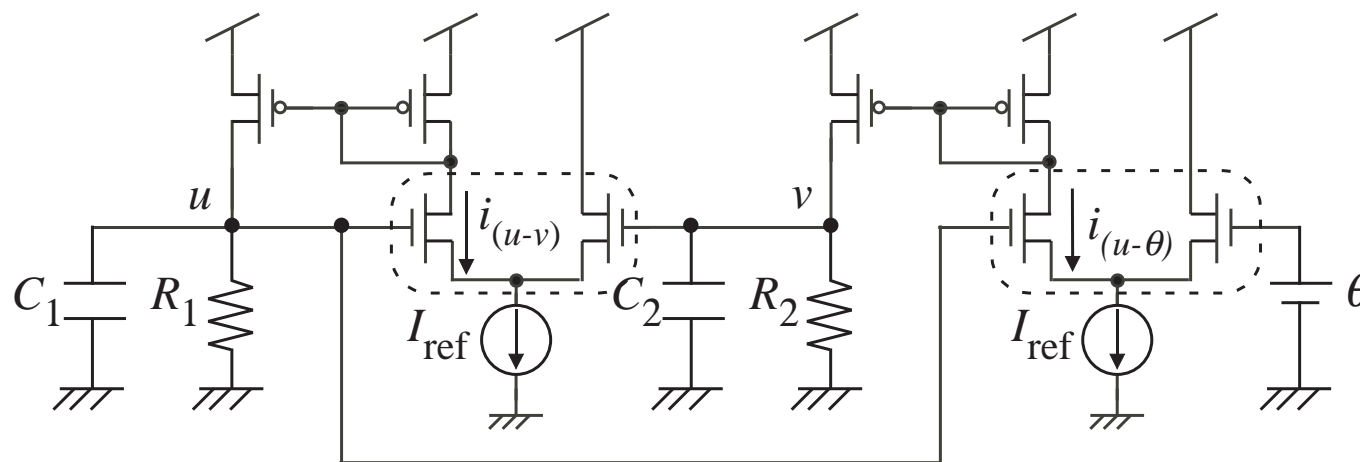 u
i(u-v)
v
i(u-θ)
C1
R1
Iref
C2
R2
Iref
θ